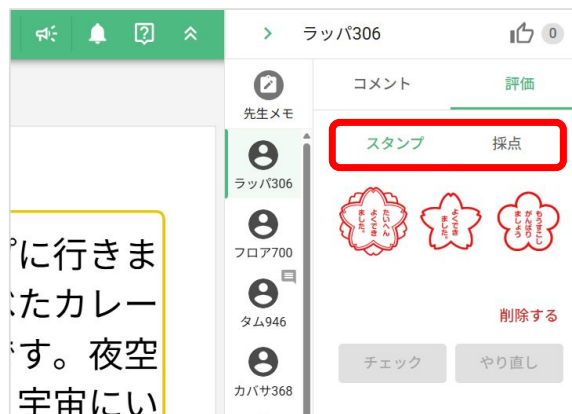 ラッパ306
0
先生メモ
ラッパ306
フロア700
タム946
カバサ368
コメント
評価
スタンプ
採点
たいへん
よくでき
ました。
よくでき
ました。
もうすこし
がんばり
ましょう
削除する
チェック
やり直し
に行きま
たカレー
す。夜空
宇宙にい